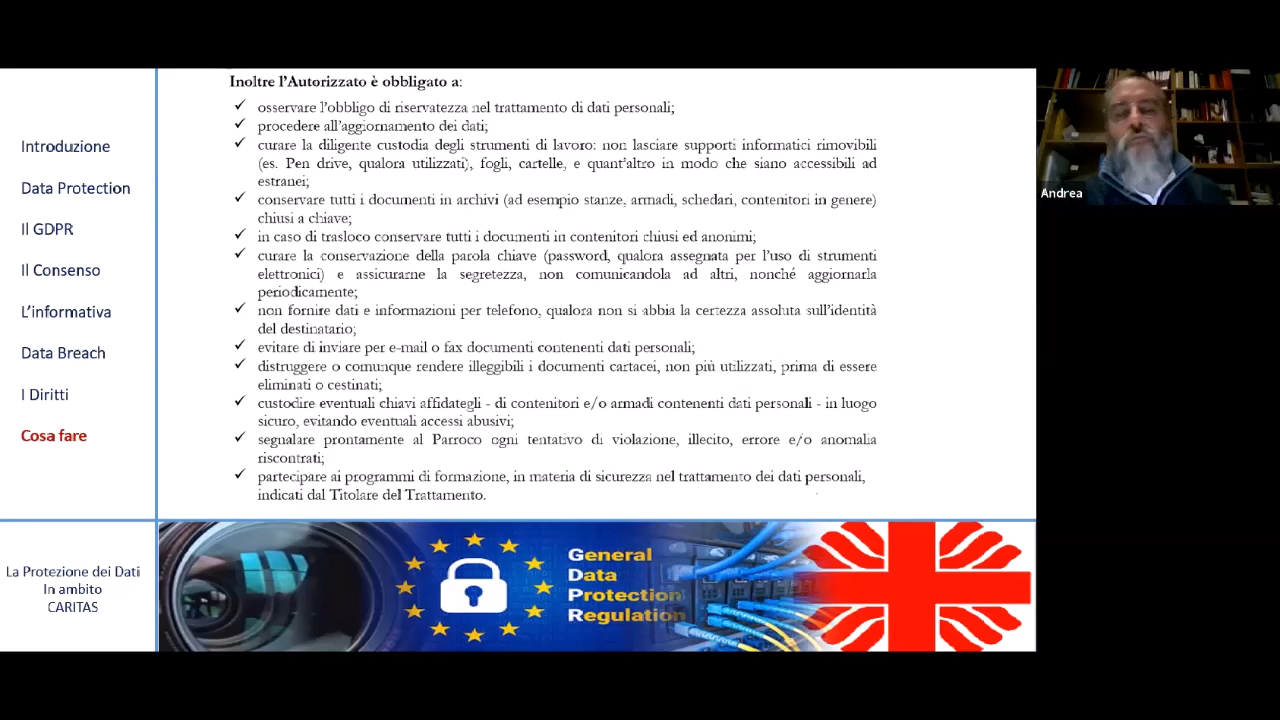 Inoltre l'Autorizzato è obbligato a:
✓ osservare l'obbligo di riservatezza nel trattamento di dati personali;
✓ procedere all'aggiornamento dei dati;
✓ curare la diligente custodia degli strumenti di lavoro: non lasciare supporti informatici rimovibili
(es. Pen drive, qualora utilizzati), fogli, cartelle, e quant'altro in modo che siano accessibili ad
estranei;
✓ conservare tutti i documenti in archivi (ad esempio stanze, armadi, schedari, contenitori in genere)
chiusi a chiave;
✓ in caso di trasloco conservare tutti i documenti in contenitori chiusi ed anonimi;
✓ curare la conservazione della parola chiave (password, qualora assegnata per l'uso di strumenti
elettronici) e assicurarne la segretezza, non comunicandola ad altri, nonché aggiornarla
periodicamente;
✓ non fornire dati e informazioni per telefono, qualora non si abbia la certezza assoluta sull'identità
del destinatario;
✓ evitare di inviare per e-mail o fax documenti contenenti dati personali;
✓ distruggere o comunque rendere illeggibili i documenti cartacei, non più utilizzati, prima di essere
eliminati o cestinati;
✓ custodire eventuali chiavi affidategli - di contenitori e/o armadi contenenti dati personali - in luogo
sicuro, evitando eventuali accessi abusivi;
✓ segnalare prontamente al Parroco ogni tentativo di violazione, illecito, errore e/o anomalia
riscontrati;
✓ partecipare ai programmi di formazione, in materia di sicurezza nel trattamento dei dati personali,
indicati dal Titolare del Trattamento.
Introduzione
Data Protection
Il GDPR
Il Consenso
L'informativa
Data Breach
I Diritti
Cosa fare
La Protezione dei Dati
In ambito
CARITAS
General
Data
Protection
Regulation
Andrea